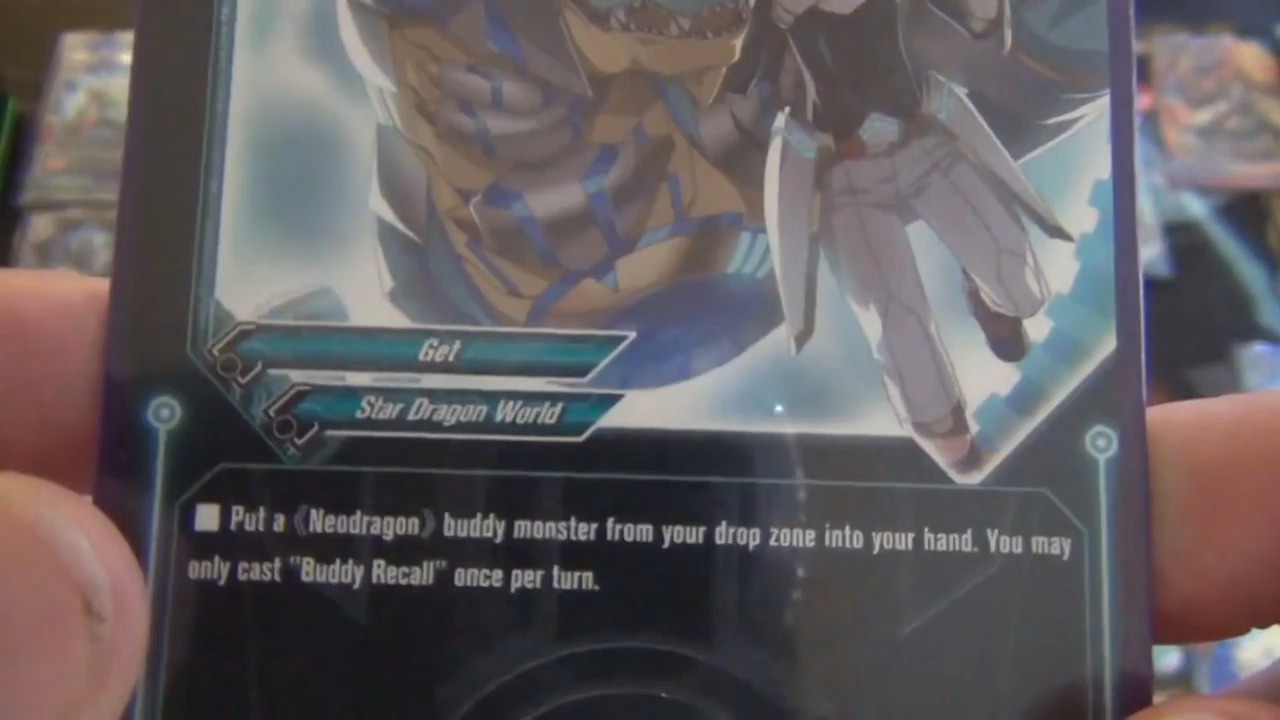 Get
Star Dragon World
■ Put a 《Neodragon》 buddy monster from your drop zone into your hand. You may
only cast "Buddy Recall" once per turn.